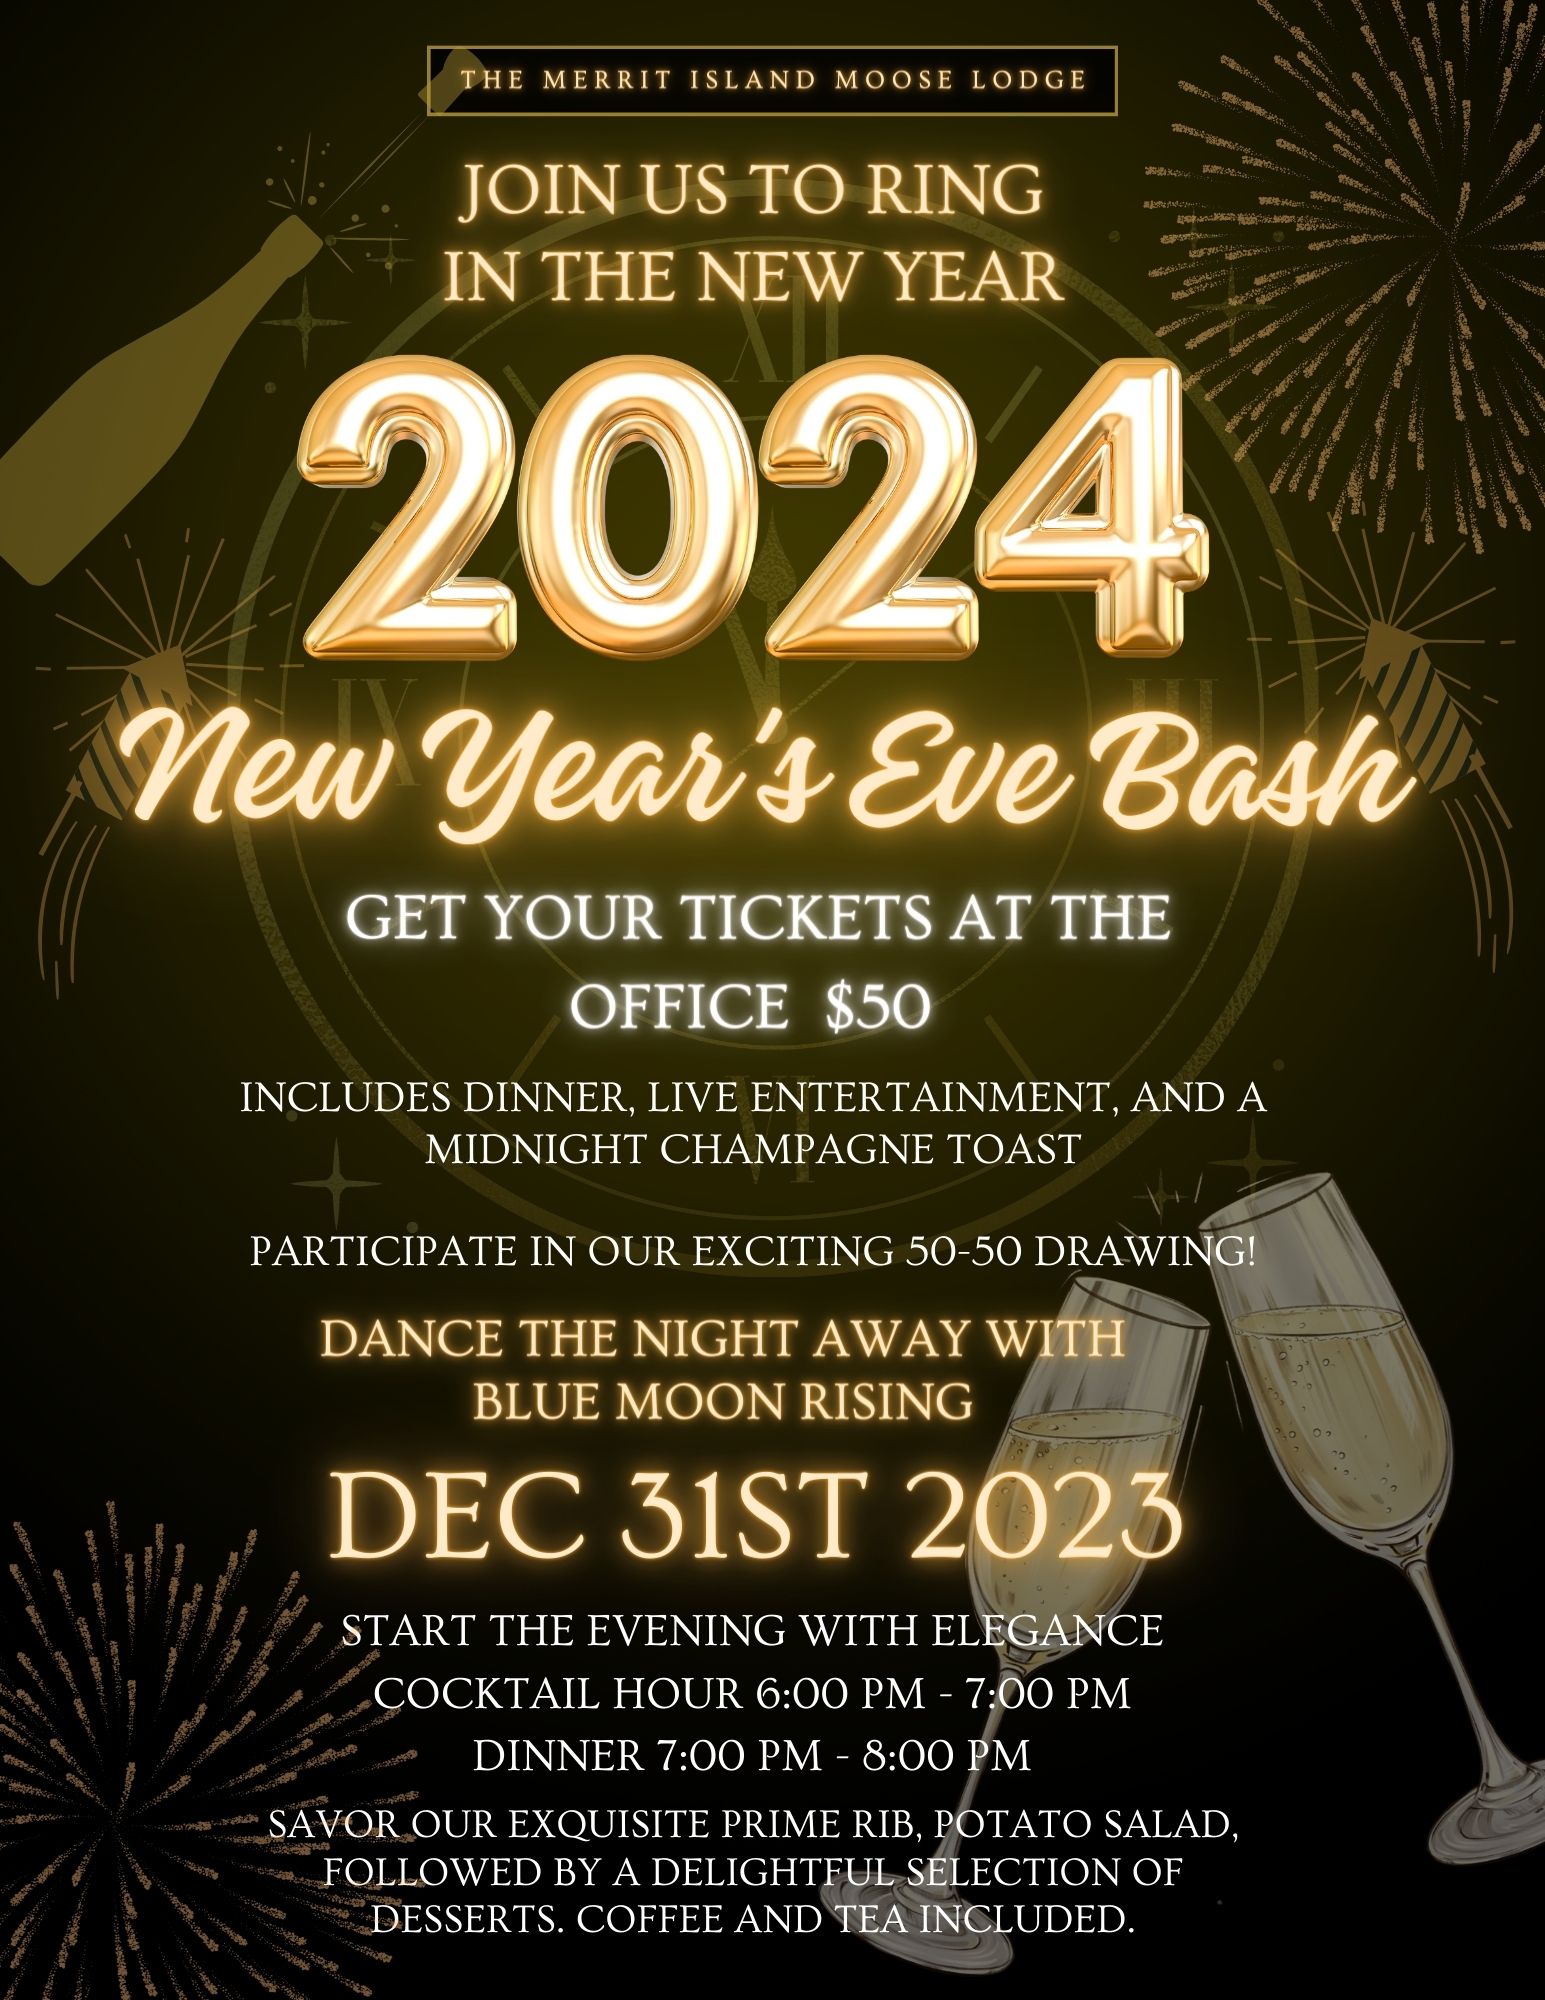 THE MERRIT ISLAND MOOSE LODGE
JOIN US TO RING
IN THE NEW YEAR
2024
New Year's Eve Bash
GET YOUR TICKETS AT THE
OFFICE $50
INCLUDES DINNER, LIVE ENTERTAINMENT, AND A
MIDNIGHT CHAMPAGNE TOAST
PARTICIPATE IN OUR EXCITING 50-50 DRAWING!
DANCE THE NIGHT AWAY WITH
BLUE MOON RISING
DEC 31ST 2023
START THE EVENING WITH ELEGANCE
COCKTAIL HOUR 6:00 PM - 7:00 PM
DINNER 7:00 PM - 8:00 PM
SAVOR OUR EXQUISITE PRIME RIB, POTATO SALAD,
FOLLOWED BY A DELIGHTFUL SELECTION OF
DESSERTS. COFFEE AND TEA INCLUDED.
XII
IX
III
VI